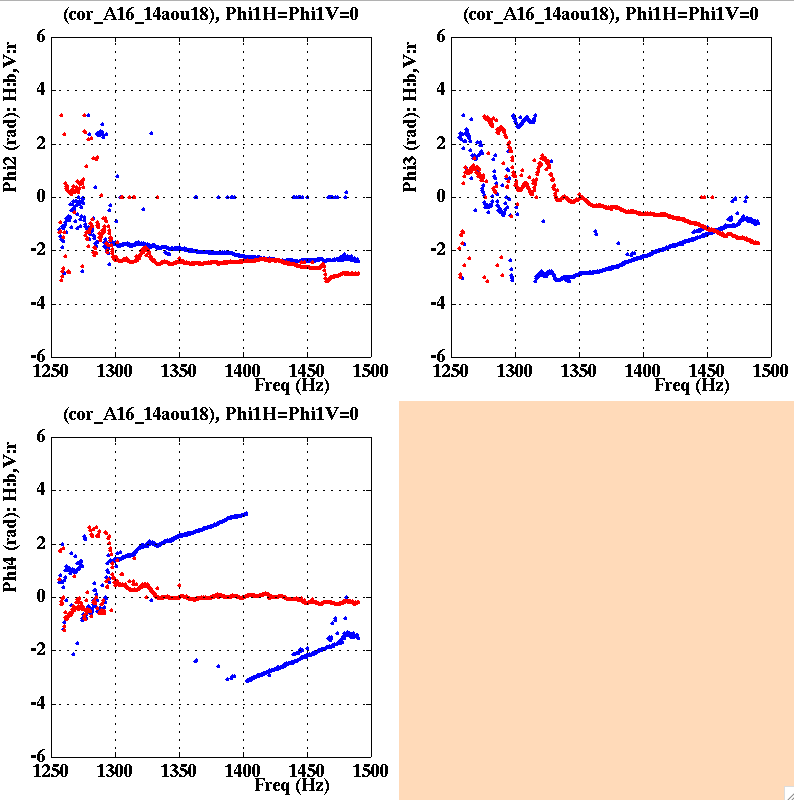 (cor_A16_14aou18), Phi1H=Phi1V=0
Phi2 (rad): H:b,V:r
6
4
2
0
-2
-4
-6
1250 1300 1350 1400 1450 1500
Freq (Hz)
(cor_A16_14aou18), Phi1H=Phi1V=0
Phi3 (rad): H:b,V:r
6
4
2
0
-2
-4
-6
1250 1300 1350 1400 1450 1500
Freq (Hz)
(cor_A16_14aou18), Phi1H=Phi1V=0
Phi4 (rad): H:b,V:r
6
4
2
0
-2
-4
-6
1250 1300 1350 1400 1450 1500
Freq (Hz)